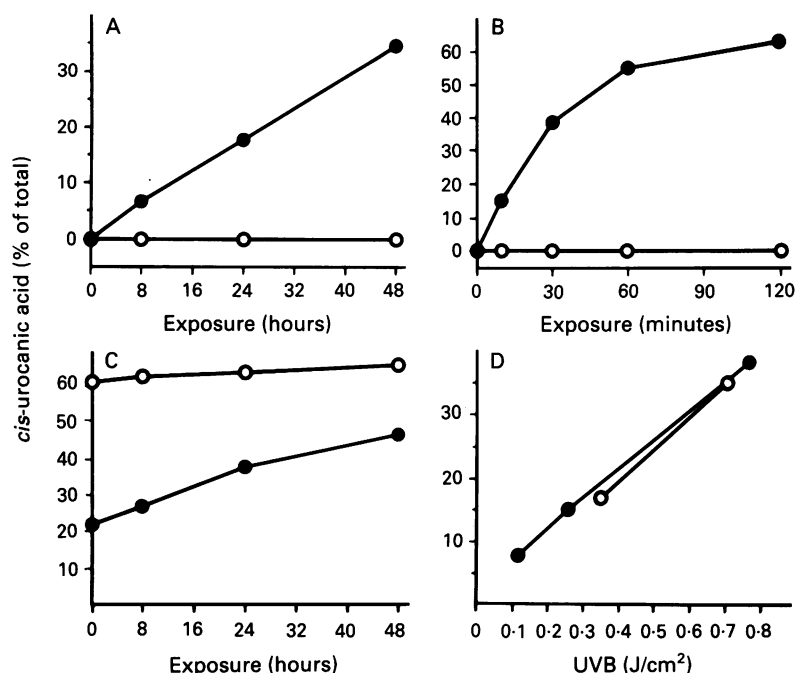 cis-urocanic acid (% of total)
A
30
20
10
0
0 8 16 24 32 40 48
Exposure (hours)
B
60
50
40
30
20
10
0
0 30 60 90 120
Exposure (minutes)
C
60
50
40
30
20
10
0 8 16 24 32 40 48
Exposure (hours)
D
30
20
10
0 0·1 0·2 0·3 0·4 0·5 0·6 0·7 0·8
UVB (J/cm²)